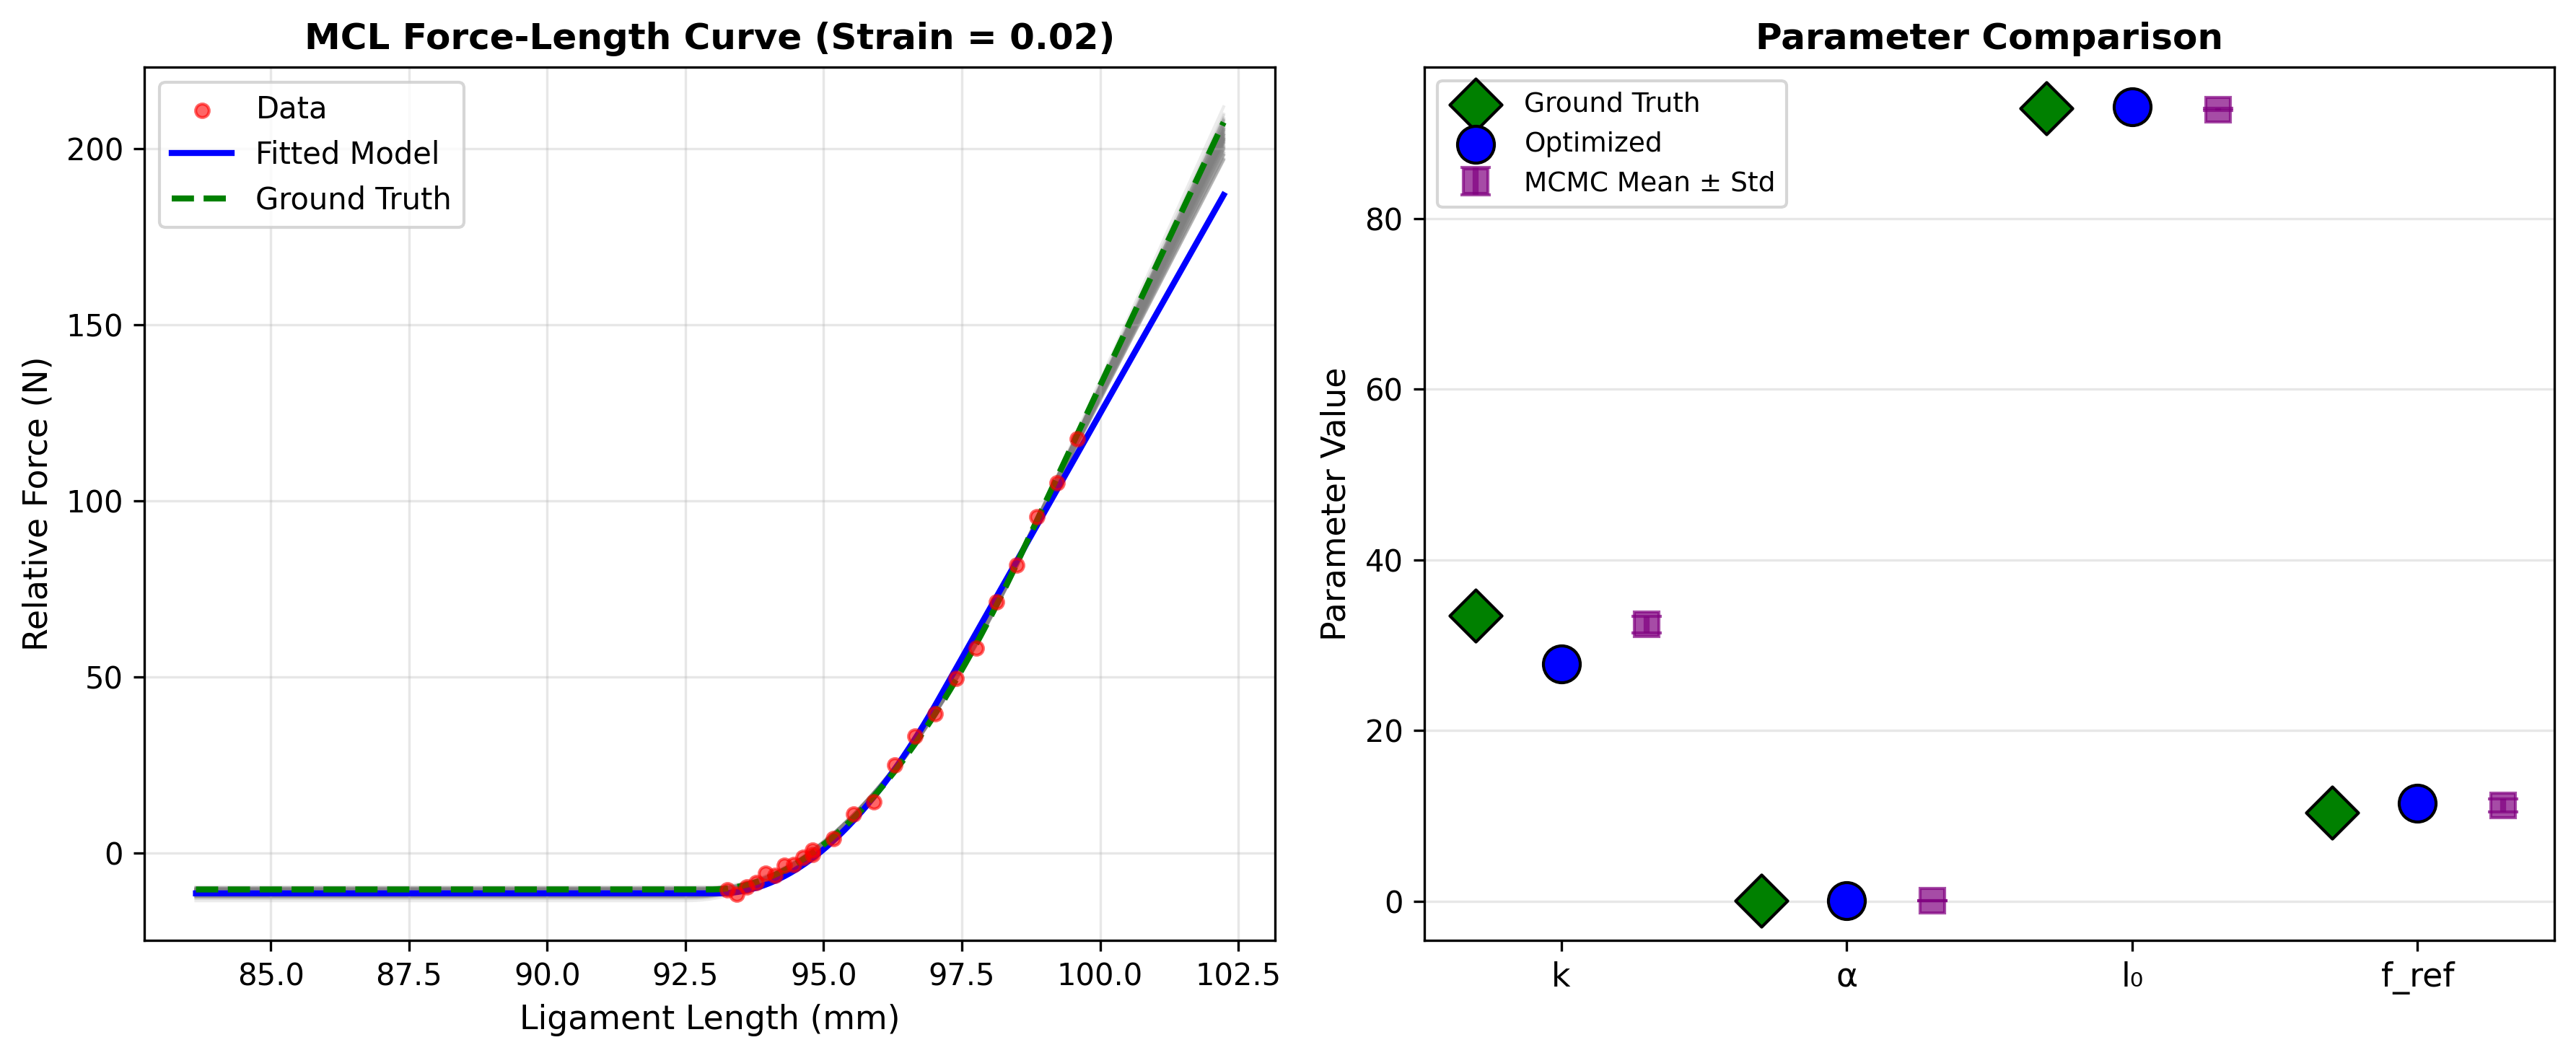 MCL Force-Length Curve (Strain = 0.02)
Data
Fitted Model
Ground Truth
Relative Force (N)
200
150
100
50
0
85.0 87.5 90.0 92.5 95.0 97.5 100.0 102.5
Ligament Length (mm)
Parameter Comparison
Ground Truth
Optimized
MCMC Mean ± Std
Parameter Value
80
60
40
20
0
k α l₀ f_ref